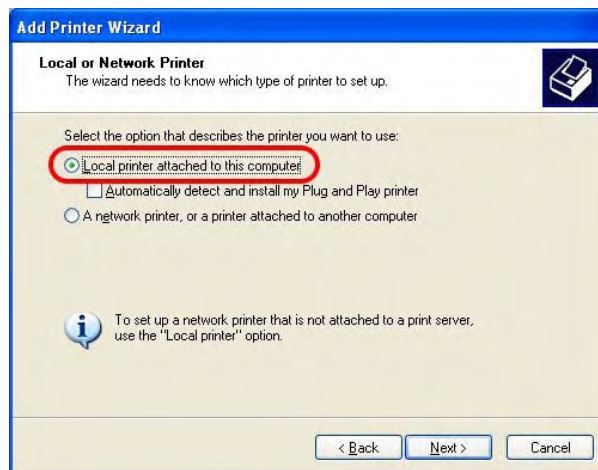 Add Printer Wizard
Local or Network Printer
The wizard needs to know which type of printer to set up.
Select the option that describes the printer you want to use:
Local printer attached to this computer
Automatically detect and install my Plug and Play printer
A network printer, or a printer attached to another computer
To set up a network printer that is not attached to a print server,
use the "Local printer" option.
< Back Next > Cancel